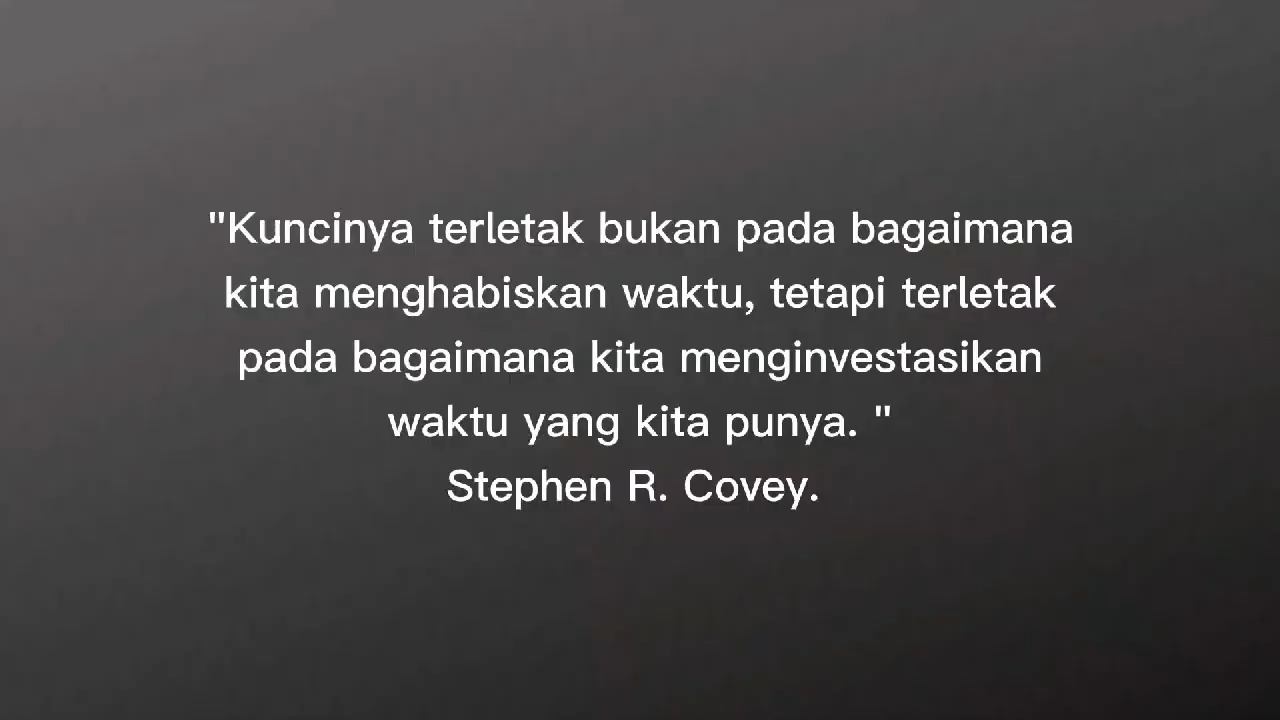 "Kuncinya terletak bukan pada bagaimana
kita menghabiskan waktu, tetapi terletak
pada bagaimana kita menginvestasikan
waktu yang kita punya. "
Stephen R. Covey.